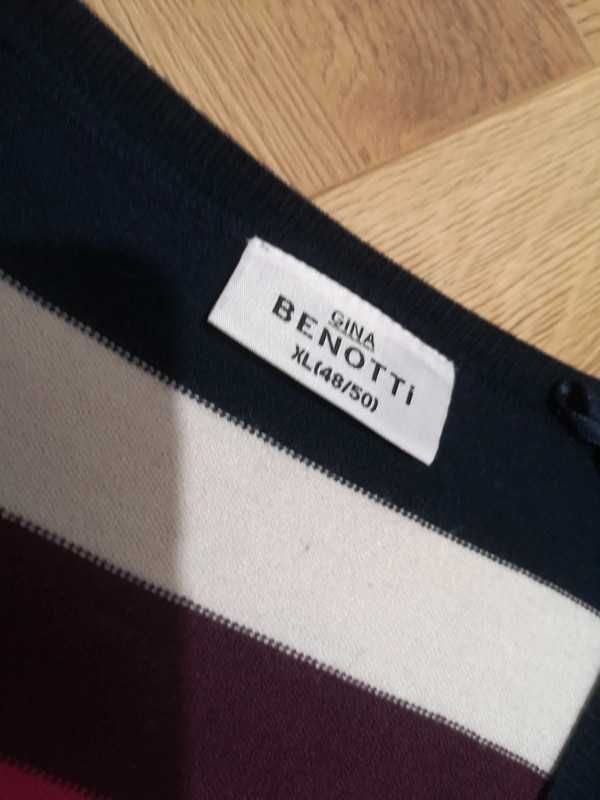 GINA
BENOTTi
XL(48/50)